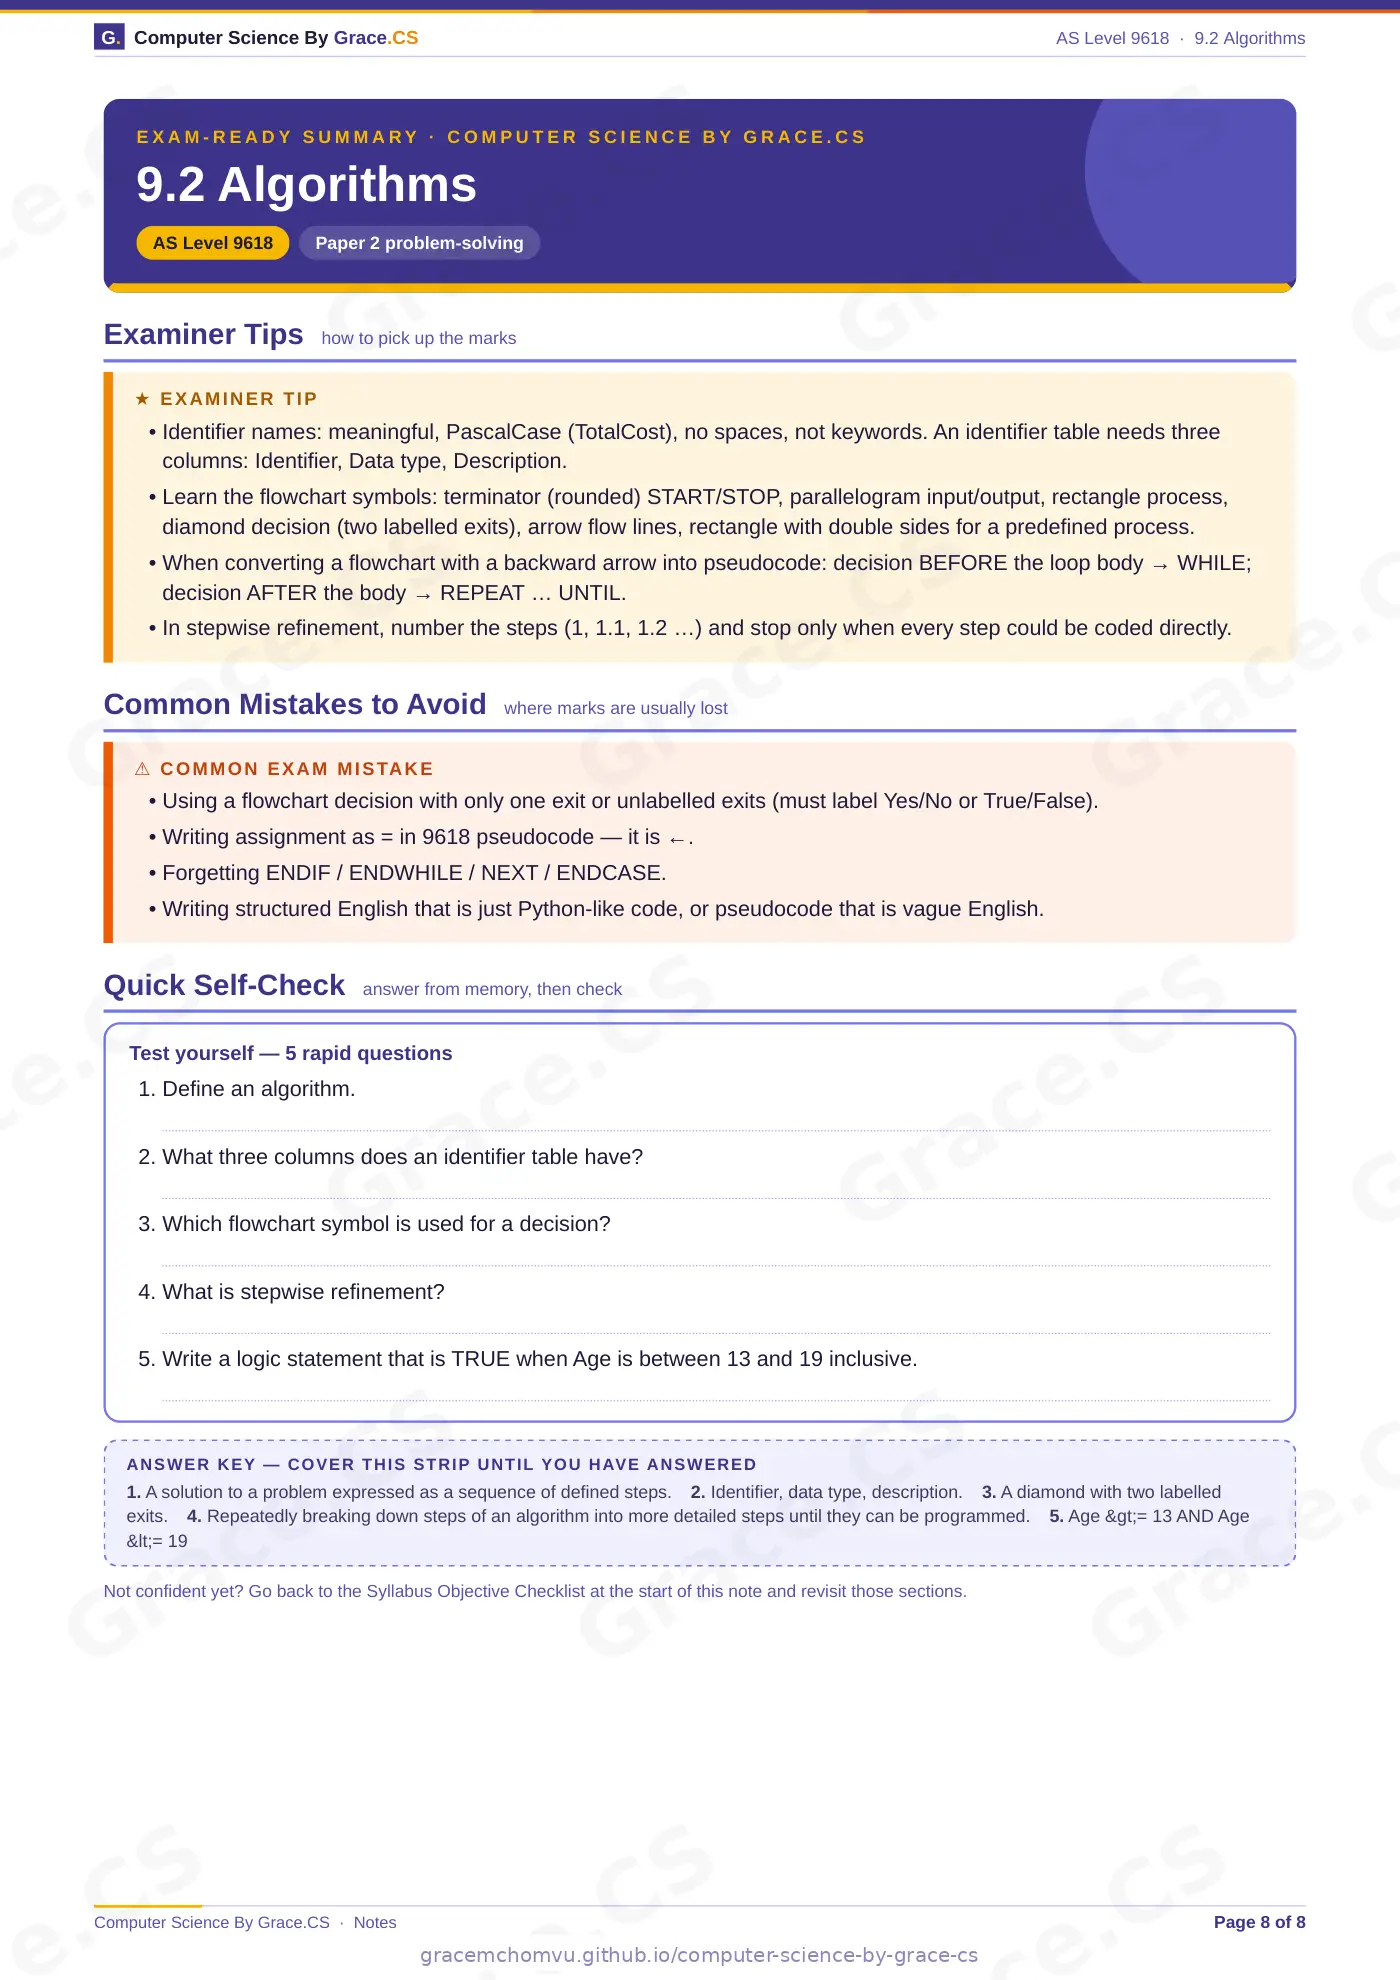 G. Computer Science By Grace.CS
AS Level 9618 · 9.2 Algorithms
EXAM-READY SUMMARY · COMPUTER SCIENCE BY GRACE.CS
9.2 Algorithms
AS Level 9618 Paper 2 problem-solving
Examiner Tips how to pick up the marks
★ EXAMINER TIP
• Identifier names: meaningful, PascalCase (TotalCost), no spaces, not keywords. An identifier table needs three
columns: Identifier, Data type, Description.
• Learn the flowchart symbols: terminator (rounded) START/STOP, parallelogram input/output, rectangle process,
diamond decision (two labelled exits), arrow flow lines, rectangle with double sides for a predefined process.
• When converting a flowchart with a backward arrow into pseudocode: decision BEFORE the loop body → WHILE;
decision AFTER the body → REPEAT … UNTIL.
• In stepwise refinement, number the steps (1, 1.1, 1.2 …) and stop only when every step could be coded directly.
Common Mistakes to Avoid where marks are usually lost
⚠ COMMON EXAM MISTAKE
• Using a flowchart decision with only one exit or unlabelled exits (must label Yes/No or True/False).
• Writing assignment as = in 9618 pseudocode — it is ←.
• Forgetting ENDIF / ENDWHILE / NEXT / ENDCASE.
• Writing structured English that is just Python-like code, or pseudocode that is vague English.
Quick Self-Check answer from memory, then check
Test yourself — 5 rapid questions
1. Define an algorithm.
2. What three columns does an identifier table have?
3. Which flowchart symbol is used for a decision?
4. What is stepwise refinement?
5. Write a logic statement that is TRUE when Age is between 13 and 19 inclusive.
ANSWER KEY — COVER THIS STRIP UNTIL YOU HAVE ANSWERED
1. A solution to a problem expressed as a sequence of defined steps. 2. Identifier, data type, description. 3. A diamond with two labelled
exits. 4. Repeatedly breaking down steps of an algorithm into more detailed steps until they can be programmed. 5. Age &gt;= 13 AND Age
&lt;= 19
Not confident yet? Go back to the Syllabus Objective Checklist at the start of this note and revisit those sections.
Computer Science By Grace.CS · Notes
Page 8 of 8
gracemchomvu.github.io/computer-science-by-grace-cs